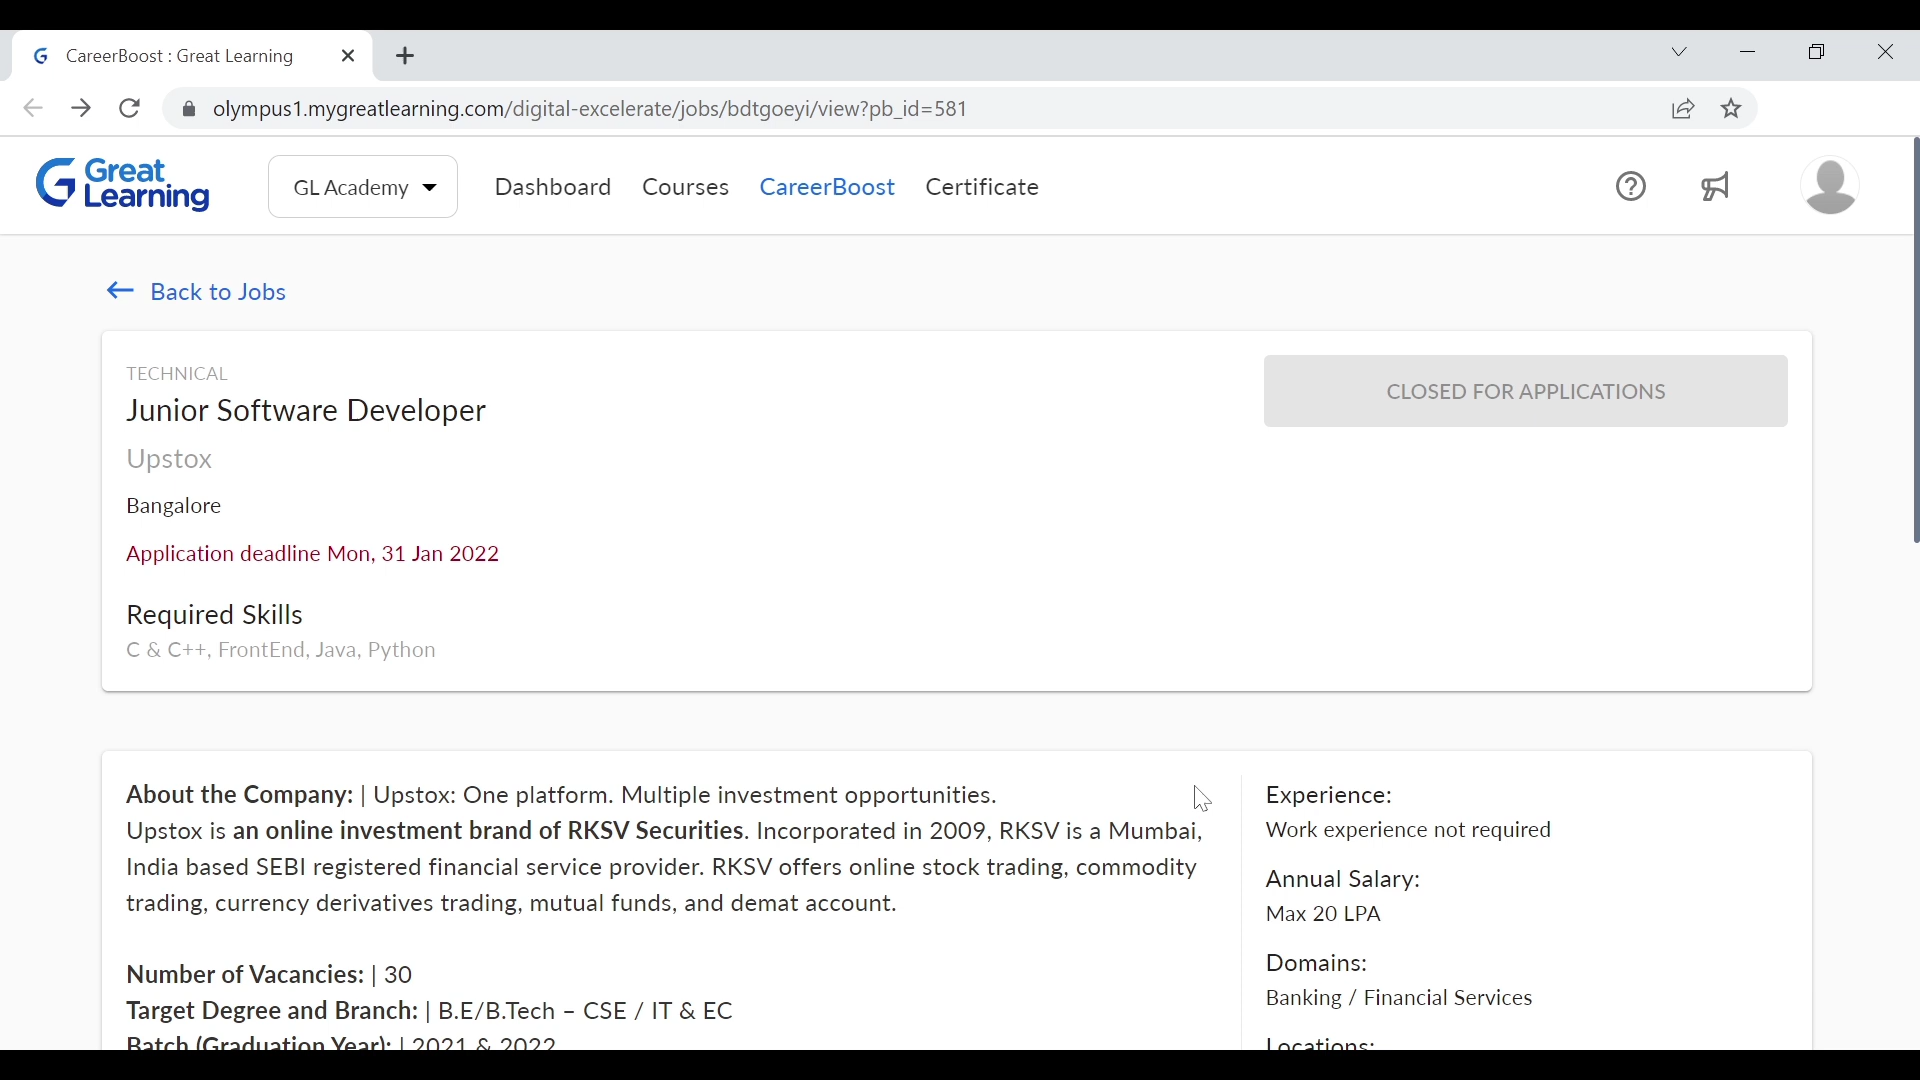 CareerBoost : Great Learning
olympus1.mygreatlearning.com/digital-excelerate/jobs/bdtgoeyi/view?pb_id=581
Great Learning
GL Academy
Dashboard
Courses
CareerBoost
Certificate
Back to Jobs
TECHNICAL
Junior Software Developer
CLOSED FOR APPLICATIONS
Upstox
Bangalore
Application deadline Mon, 31 Jan 2022
Required Skills
C & C++, FrontEnd, Java, Python
About the Company: | Upstox: One platform. Multiple investment opportunities.
Upstox is an online investment brand of RKSV Securities. Incorporated in 2009, RKSV is a Mumbai,
India based SEBI registered financial service provider. RKSV offers online stock trading, commodity
trading, currency derivatives trading, mutual funds, and demat account.
Number of Vacancies: | 30
Target Degree and Branch: | B.E/B.Tech – CSE / IT & EC
Batch (Graduation Year): | 2021 & 2022
Experience:
Work experience not required
Annual Salary:
Max 20 LPA
Domains:
Banking / Financial Services
Locations: